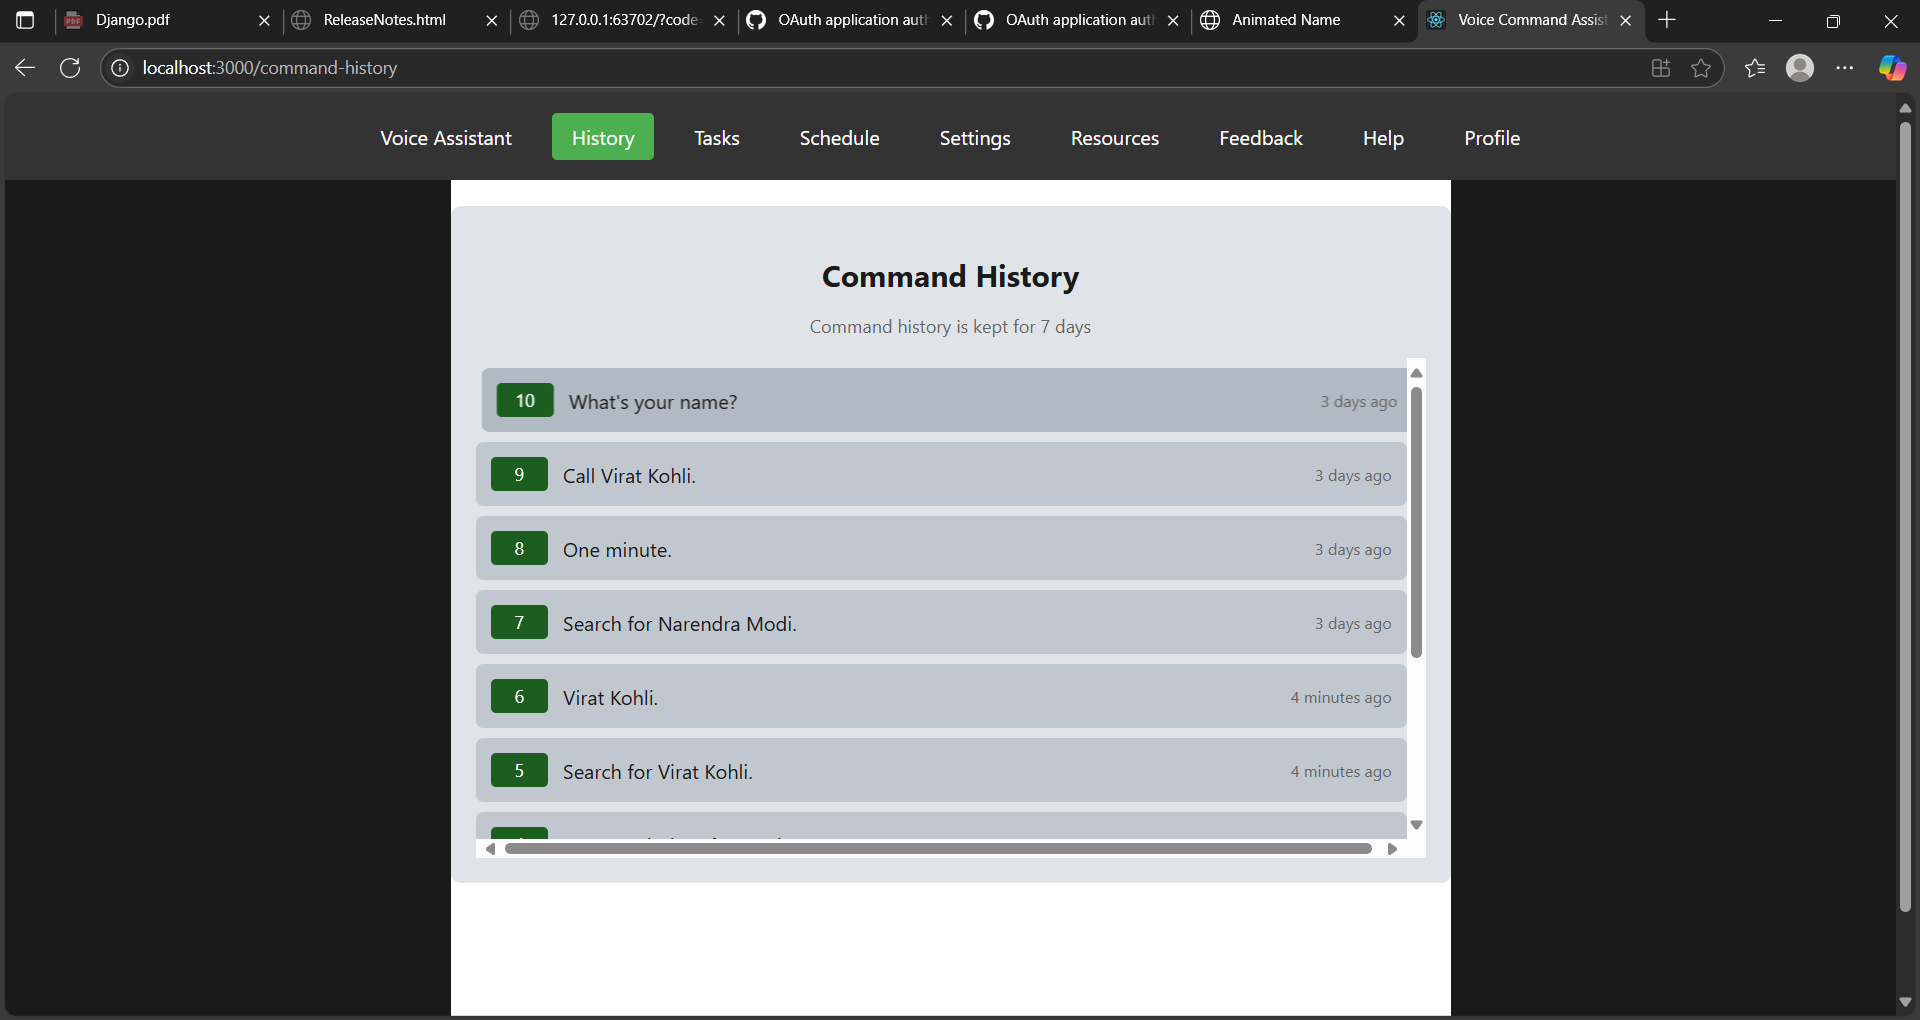 Django.pdf
ReleaseNotes.html
127.0.0.1:63702/?code
OAuth application aut
OAuth application aut
Animated Name
Voice Command Assis
localhost:3000/command-history
Voice Assistant
History
Tasks
Schedule
Settings
Resources
Feedback
Help
Profile
Command History
Command history is kept for 7 days
10 What's your name? 3 days ago
9 Call Virat Kohli. 3 days ago
8 One minute. 3 days ago
7 Search for Narendra Modi. 3 days ago
6 Virat Kohli. 4 minutes ago
5 Search for Virat Kohli. 4 minutes ago